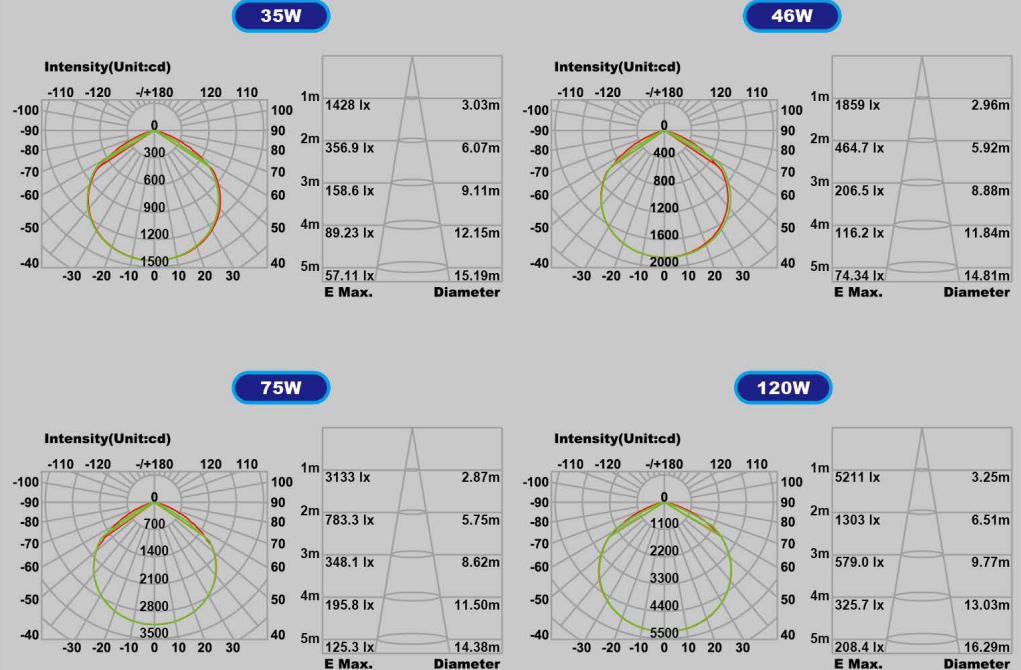 35W
Intensity(Unit:cd)
-110 -120 -/+180 120 110
-100 100
-90 0 90
-80 80
300
-70 70
600
-60 60
900
-50 1200 50
-40 1500 40
-30 -20 -10 0 10 20 30
1m 1428 lx 3.03m
2m 356.9 lx 6.07m
3m 158.6 lx 9.11m
4m 89.23 lx 12.15m
5m 57.11 lx 15.19m
E Max. Diameter
46W
Intensity(Unit:cd)
-110 -120 -/+180 120 110
-100 100
-90 0 90
-80 80
400
-70 70
800
-60 60
1200
-50 1600 50
-40 2000 40
-30 -20 -10 0 10 20 30
1m 1859 lx 2.96m
2m 464.7 lx 5.92m
3m 206.5 lx 8.88m
4m 116.2 lx 11.84m
5m 74.34 lx 14.81m
E Max. Diameter
75W
Intensity(Unit:cd)
-110 -120 -/+180 120 110
-100 100
-90 0 90
-80 80
700
-70 70
1400
-60 60
2100
-50 2800 50
-40 3500 40
-30 -20 -10 0 10 20 30
1m 3133 lx 2.87m
2m 783.3 lx 5.75m
3m 348.1 lx 8.62m
4m 195.8 lx 11.50m
5m 125.3 lx 14.38m
E Max. Diameter
120W
Intensity(Unit:cd)
-110 -120 -/+180 120 110
-100 100
-90 0 90
-80 80
1100
-70 70
2200
-60 60
3300
-50 4400 50
-40 5500 40
-30 -20 -10 0 10 20 30
1m 5211 lx 3.25m
2m 1303 lx 6.51m
3m 579.0 lx 9.77m
4m 325.7 lx 13.03m
5m 208.4 lx 16.29m
E Max. Diameter